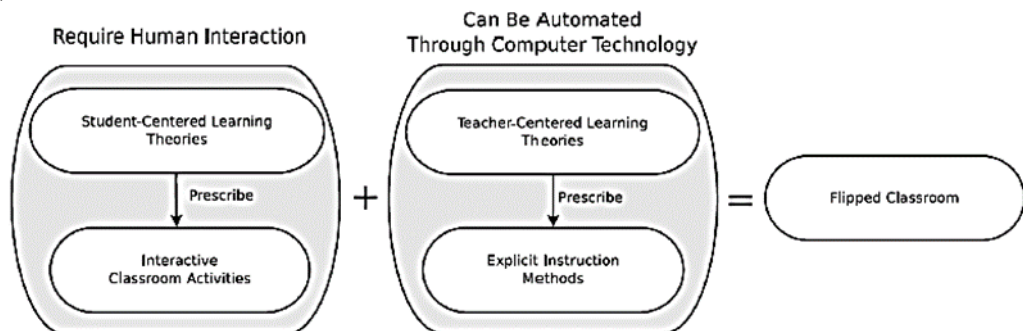 Require Human Interaction
Student-Centered Learning
Theories
Prescribe
Interactive
Classroom Activities
+
Can Be Automated
Through Computer Technology
Teacher-Centered Learning
Theories
Prescribe
Explicit Instruction
Methods
=
Flipped Classroom